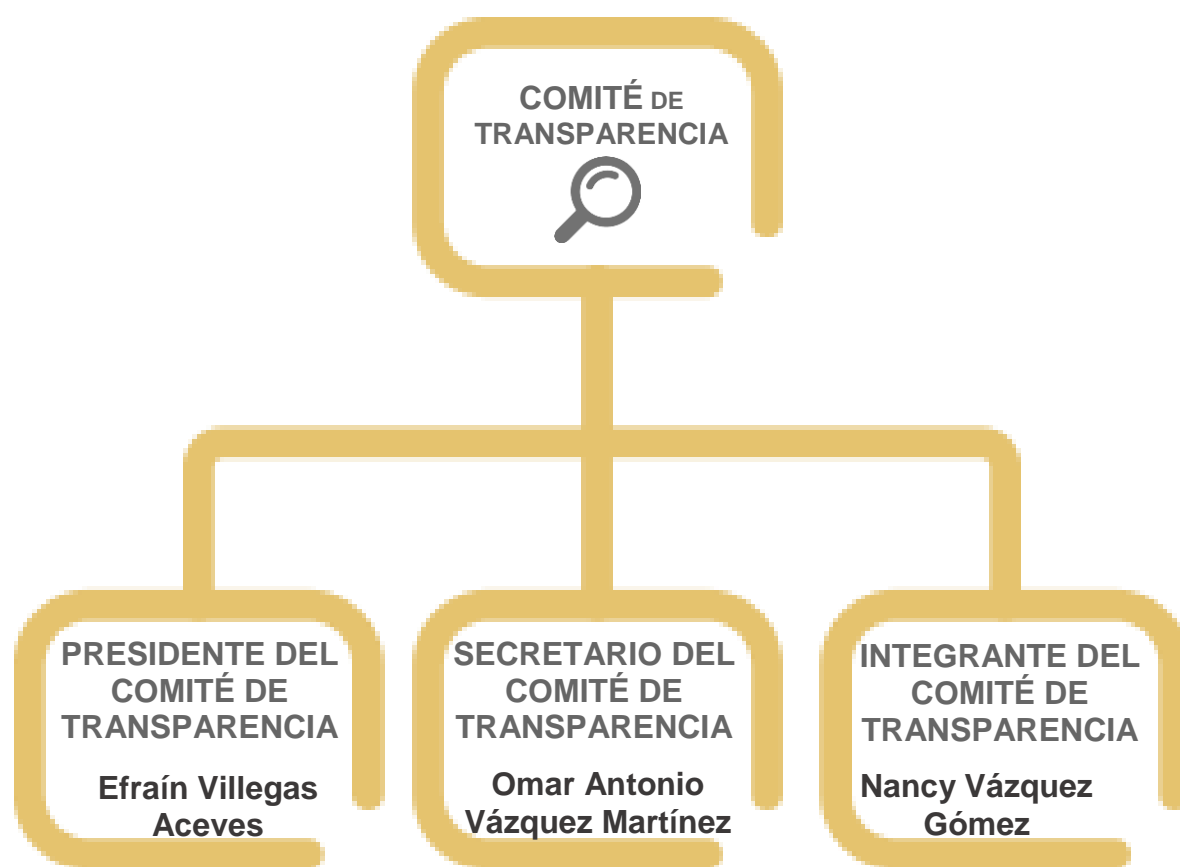 COMITÉ DE
TRANSPARENCIA
PRESIDENTE DEL
COMITÉ DE
TRANSPARENCIA
Efraín Villegas
Aceves
SECRETARIO DEL
COMITÉ DE
TRANSPARENCIA
Omar Antonio
Vázquez Martínez
INTEGRANTE DEL
COMITÉ DE
TRANSPARENCIA
Nancy Vázquez
Gómez